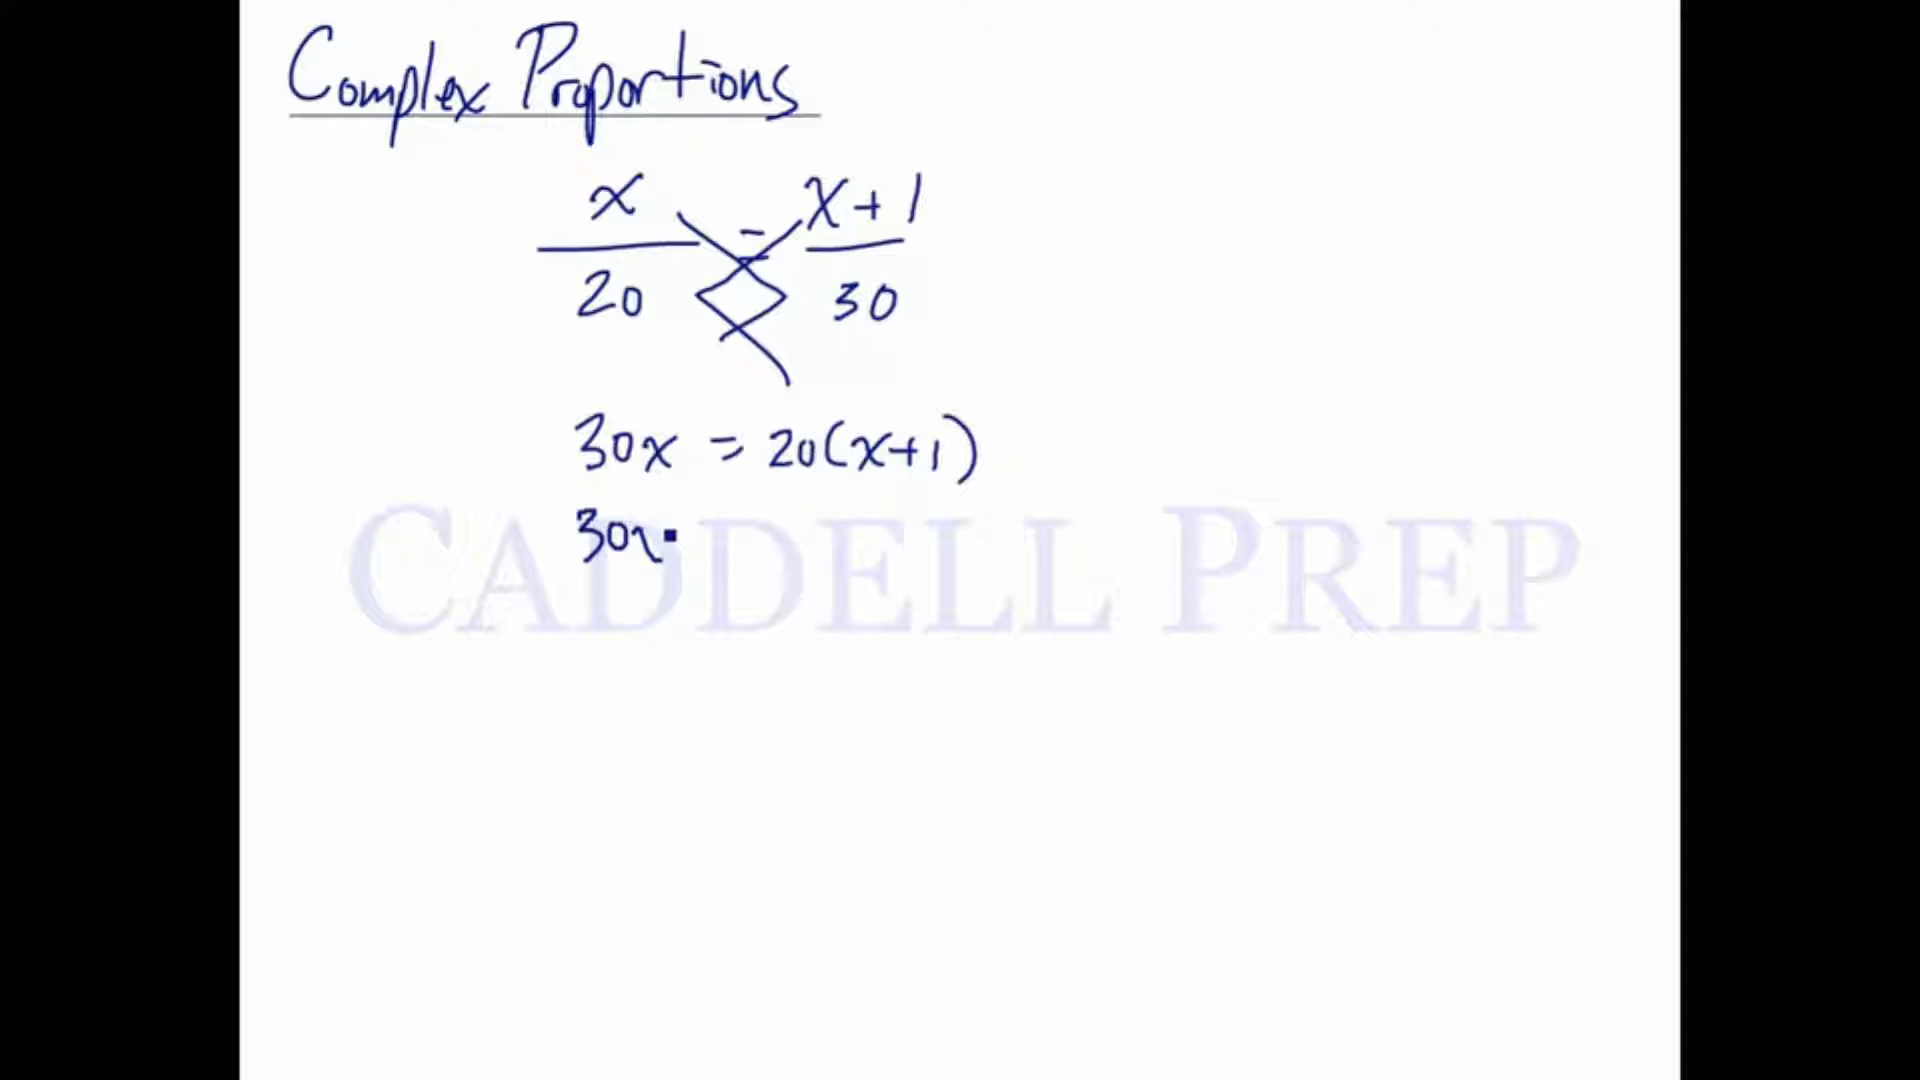 Complex Proportions
x/20 = x+1/30
30x = 20(x+1)
30x
CADDELL PREP